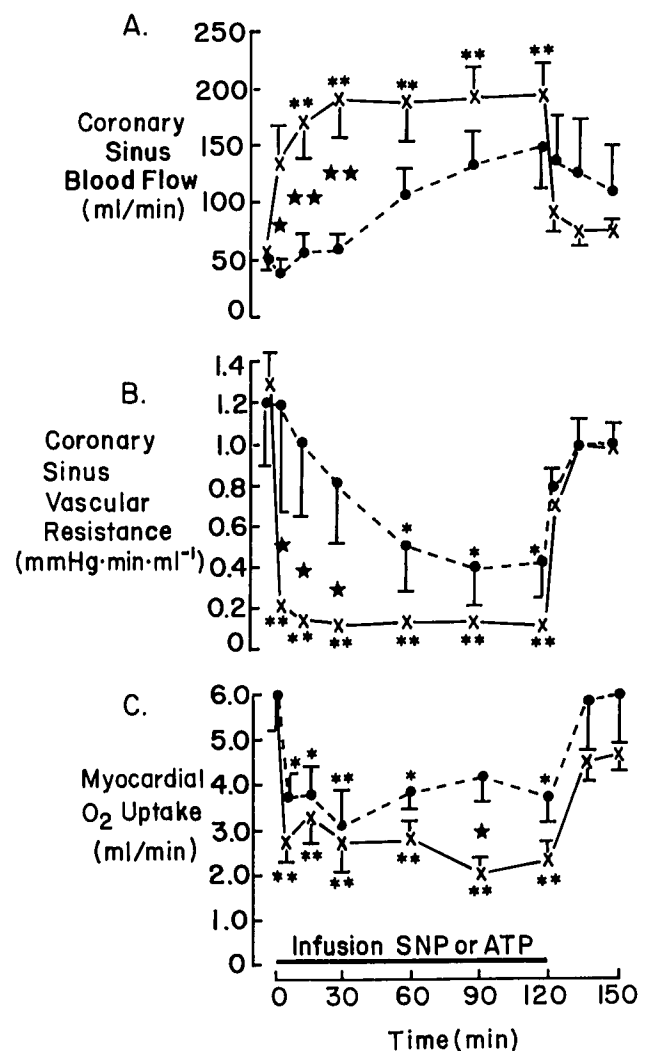 A.
250
200
150
100
50
0
Coronary
Sinus
Blood Flow
(ml/min)
** ** ** ** **
★ ★★ ★★
B.
1.4
1.2
1.0
0.8
0.6
0.4
0.2
0
Coronary
Sinus
Vascular
Resistance
(mmHg·min·ml⁻¹)
* * *
★ ★ ★
** ** ** ** ** **
C.
6.0
5.0
4.0
3.0
2.0
1.0
0
Myocardial
O₂ Uptake
(ml/min)
* * ** * *
★
** ** ** ** ** **
Infusion SNP or ATP
0 30 60 90 120 150
Time (min)